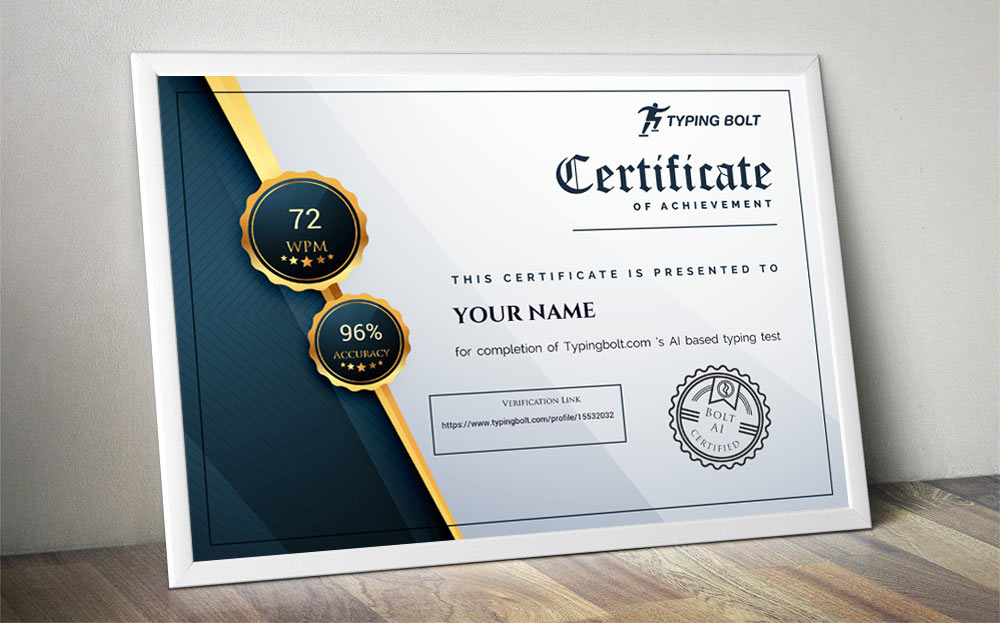 TYPING BOLT
Certificate
OF ACHIEVEMENT
72
WPM
96%
ACCURACY
THIS CERTIFICATE IS PRESENTED TO
YOUR NAME
for completion of Typingbolt.com 's AI based typing test
VERIFICATION LINK
https://www.typingbolt.com/profile/15532032
BOLT
AI
CERTIFIED